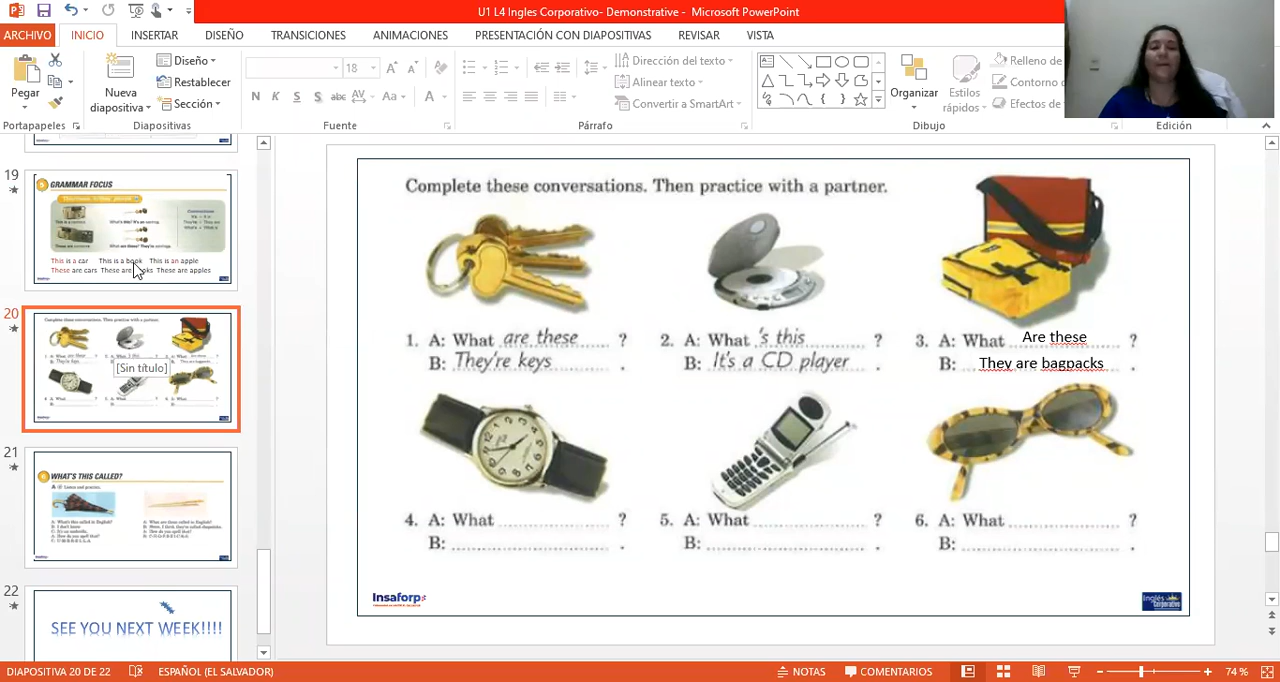 U1 L4 Ingles Corporativo- Demonstrative - Microsoft PowerPoint
ARCHIVO INICIO INSERTAR DISEÑO TRANSICIONES ANIMACIONES PRESENTACIÓN CON DIAPOSITIVAS REVISAR VISTA
Pegar
Nueva diapositiva
Diseño
Restablecer
Sección
18
N K S S abc AV Aa A
Dirección del texto
Alinear texto
Convertir a SmartArt
Organizar
Estilos rápidos
Relleno de
Contorno
Efectos de
Portapapeles Diapositivas Fuente Párrafo Dibujo Edición
19
GRAMMAR FOCUS
This is a car This is a book This is an apple
These are cars These are These are apples
20
[Sin título]
21
WHAT'S THIS CALLED?
22
SEE YOU NEXT WEEK!!!!
Complete these conversations. Then practice with a partner.
1. A: What are these ?
B: They're keys .
2. A: What 's this ?
B: It's a CD player .
3. A: What Are these ?
B: They are bagpacks .
4. A: What ?
B: .
5. A: What ?
B: .
6. A: What ?
B: .
Insaforp
Inglés Corporativo
DIAPOSITIVA 20 DE 22 ESPAÑOL (EL SALVADOR) NOTAS COMENTARIOS 74 %